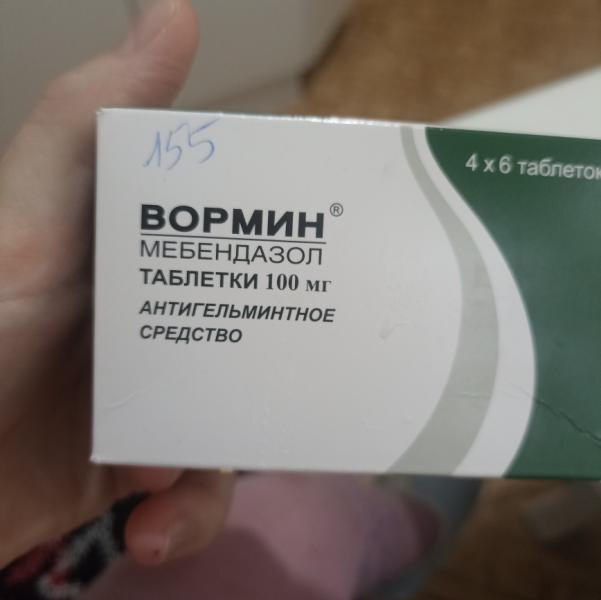 155
4 x 6 таблеток
ВОРМИН®
МЕБЕНДАЗОЛ
ТАБЛЕТКИ 100 мг
АНТИГЕЛЬМИНТНОЕ
СРЕДСТВО